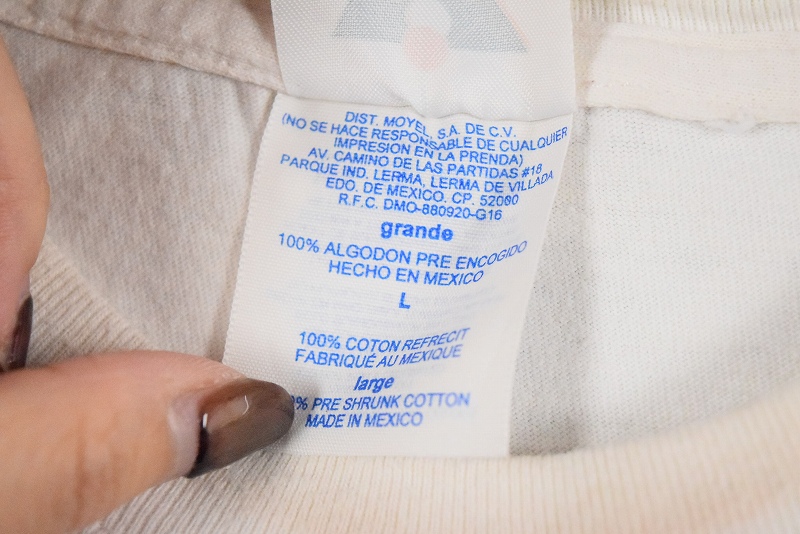 DIST. MOYEL, S.A. DE C.V.
(NO SE HACE RESPONSABLE DE CUALQUIER
IMPRESION EN LA PRENDA)
AV. CAMINO DE LAS PARTIDAS #18
PARQUE IND. LERMA, LERMA DE VILLADA
EDO. DE MEXICO. CP. 52000
R.F.C. DMO-880920-G16
grande
100% ALGODON PRE ENCOGIDO
HECHO EN MEXICO
L
100% COTON REFRECIT
FABRIQUÉ AU MEXIQUE
large
% PRE SHRUNK COTTON
MADE IN MEXICO